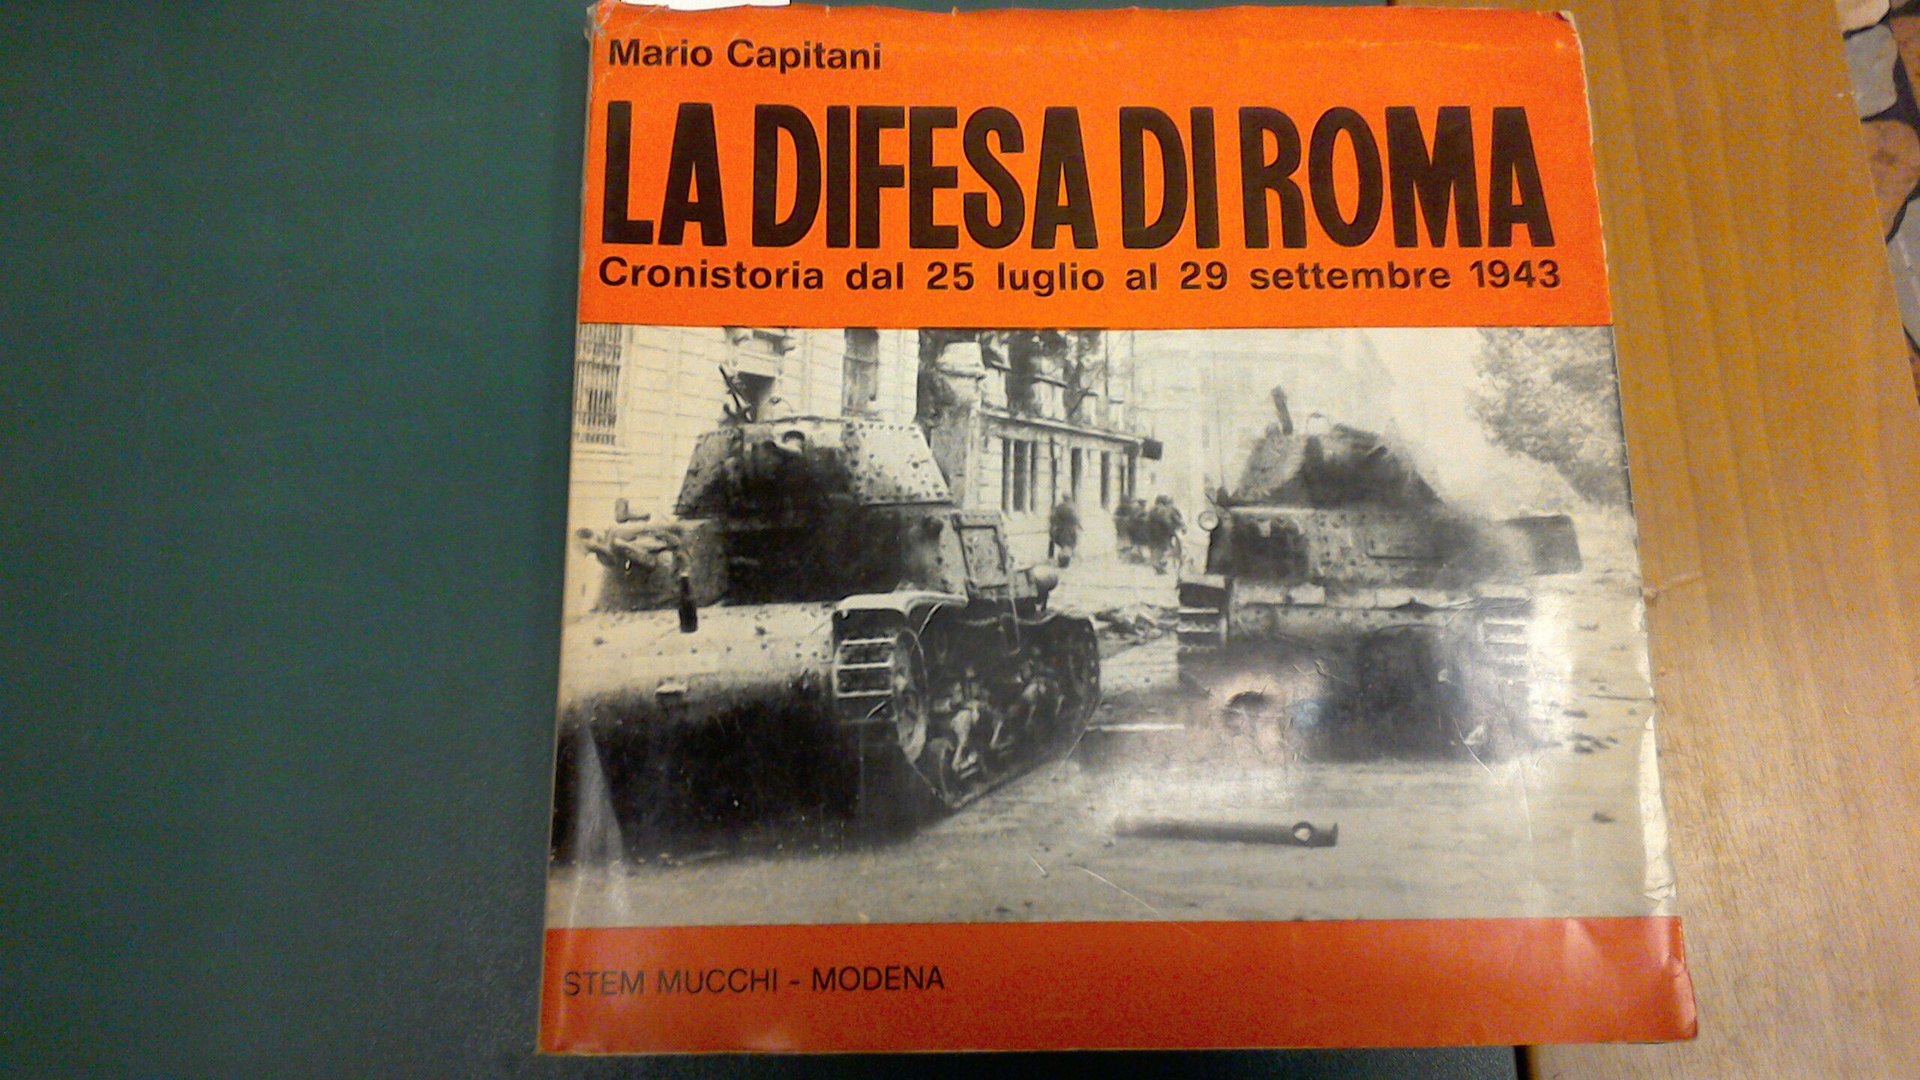 Mario Capitani
LA DIFESA DI ROMA
Cronistoria dal 25 luglio al 29 settembre 1943
STEM MUCCHI - MODENA